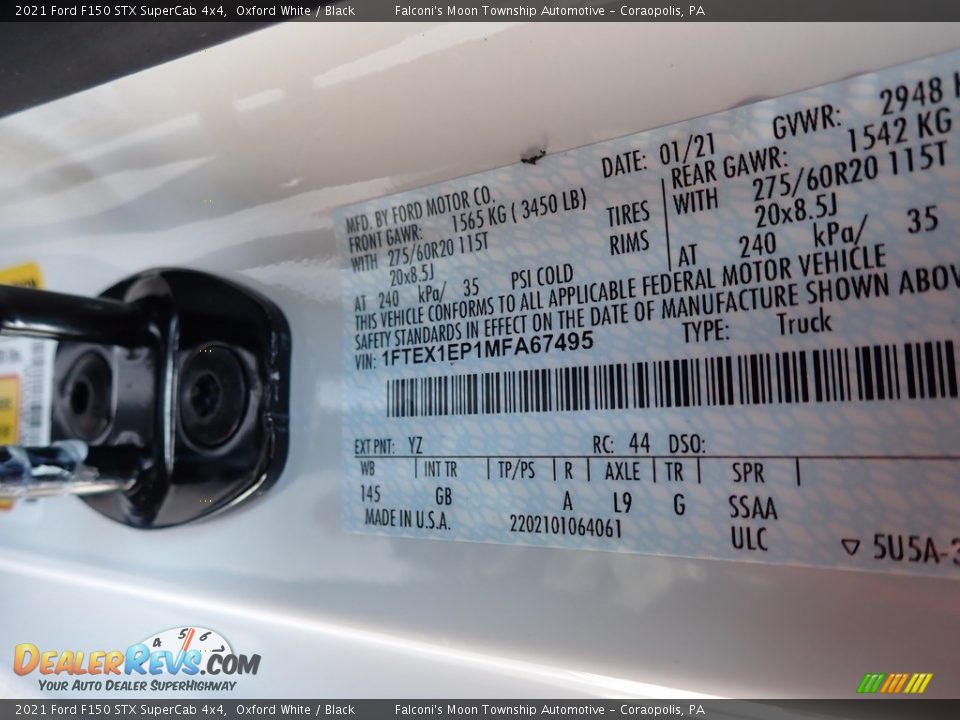 2021 Ford F150 STX SuperCab 4x4, Oxford White / Black Falconi's Moon Township Automotive - Coraopolis, PA
MFD. BY FORD MOTOR CO. DATE: 01/21 GVWR: 2948
FRONT GAWR: 1565 KG ( 3450 LB) REAR GAWR: 1542 KG
WITH 275/60R20 115T TIRES WITH 275/60R20 115T
20x8.5J RIMS 20x8.5J
AT 240 kPa/ 35 PSI COLD AT 240 kPa/ 35
THIS VEHICLE CONFORMS TO ALL APPLICABLE FEDERAL MOTOR VEHICLE
SAFETY STANDARDS IN EFFECT ON THE DATE OF MANUFACTURE SHOWN ABOV
VIN: 1FTEX1EP1MFA67495 TYPE: Truck
EXT PNT: YZ RC: 44 DSO:
WB INT TR TP/PS R AXLE TR SPR
145 GB A L9 G SSAA
MADE IN U.S.A. 2202101064061 ULC 5U5A-3
4 5 6
DealerRevs.com
Your Auto Dealer SuperHighway
2021 Ford F150 STX SuperCab 4x4, Oxford White / Black Falconi's Moon Township Automotive - Coraopolis, PA